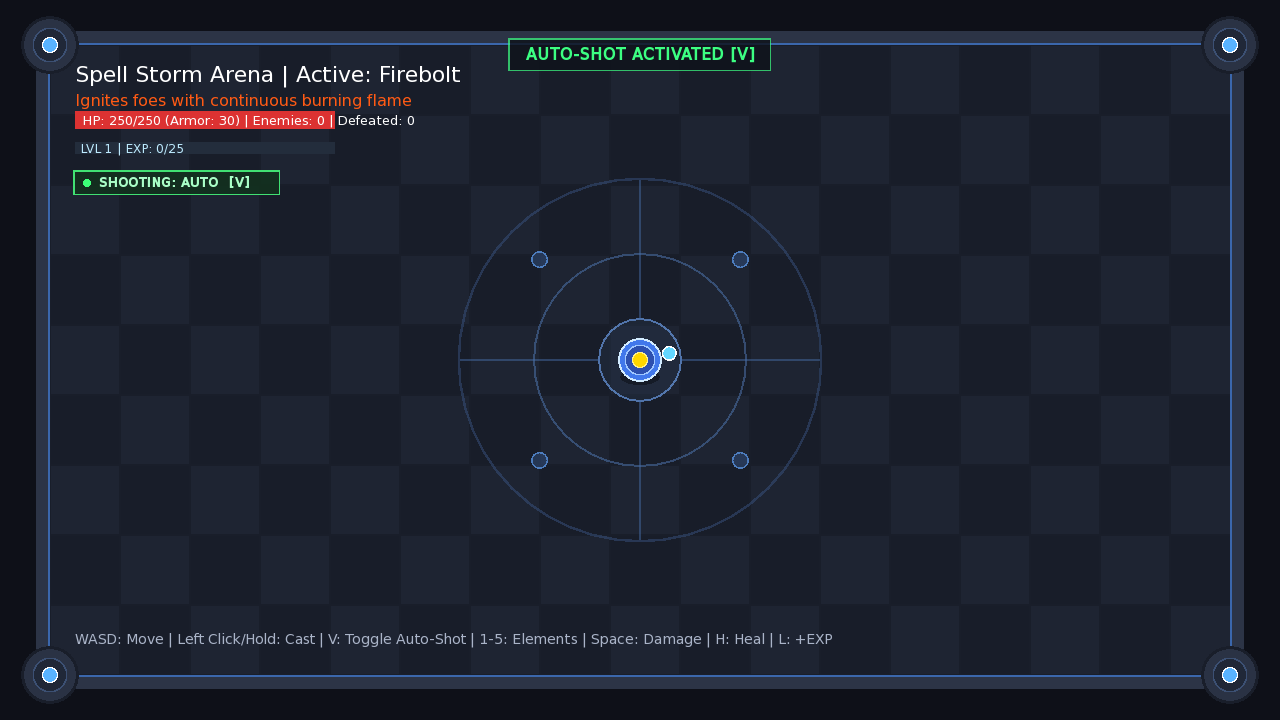 AUTO-SHOT ACTIVATED [V]
Spell Storm Arena | Active: Firebolt
Ignites foes with continuous burning flame
HP: 250/250 (Armor: 30) | Enemies: 0 | Defeated: 0
LVL 1 | EXP: 0/25
SHOOTING: AUTO [V]
WASD: Move | Left Click/Hold: Cast | V: Toggle Auto-Shot | 1-5: Elements | Space: Damage | H: Heal | L: +EXP